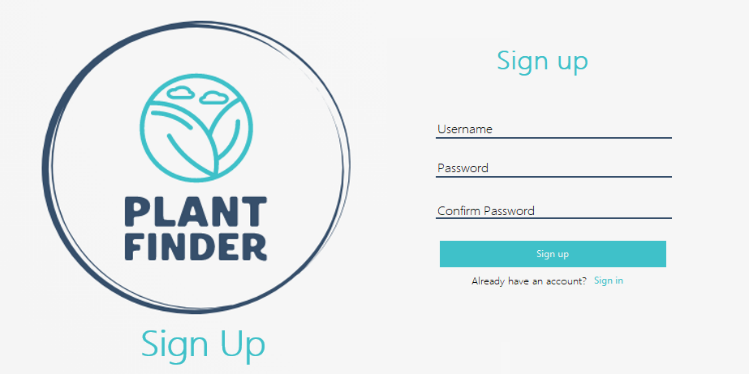 PLANT
FINDER
Sign Up
Sign up
Username
Password
Confirm Password
Sign up
Already have an account? Sign in